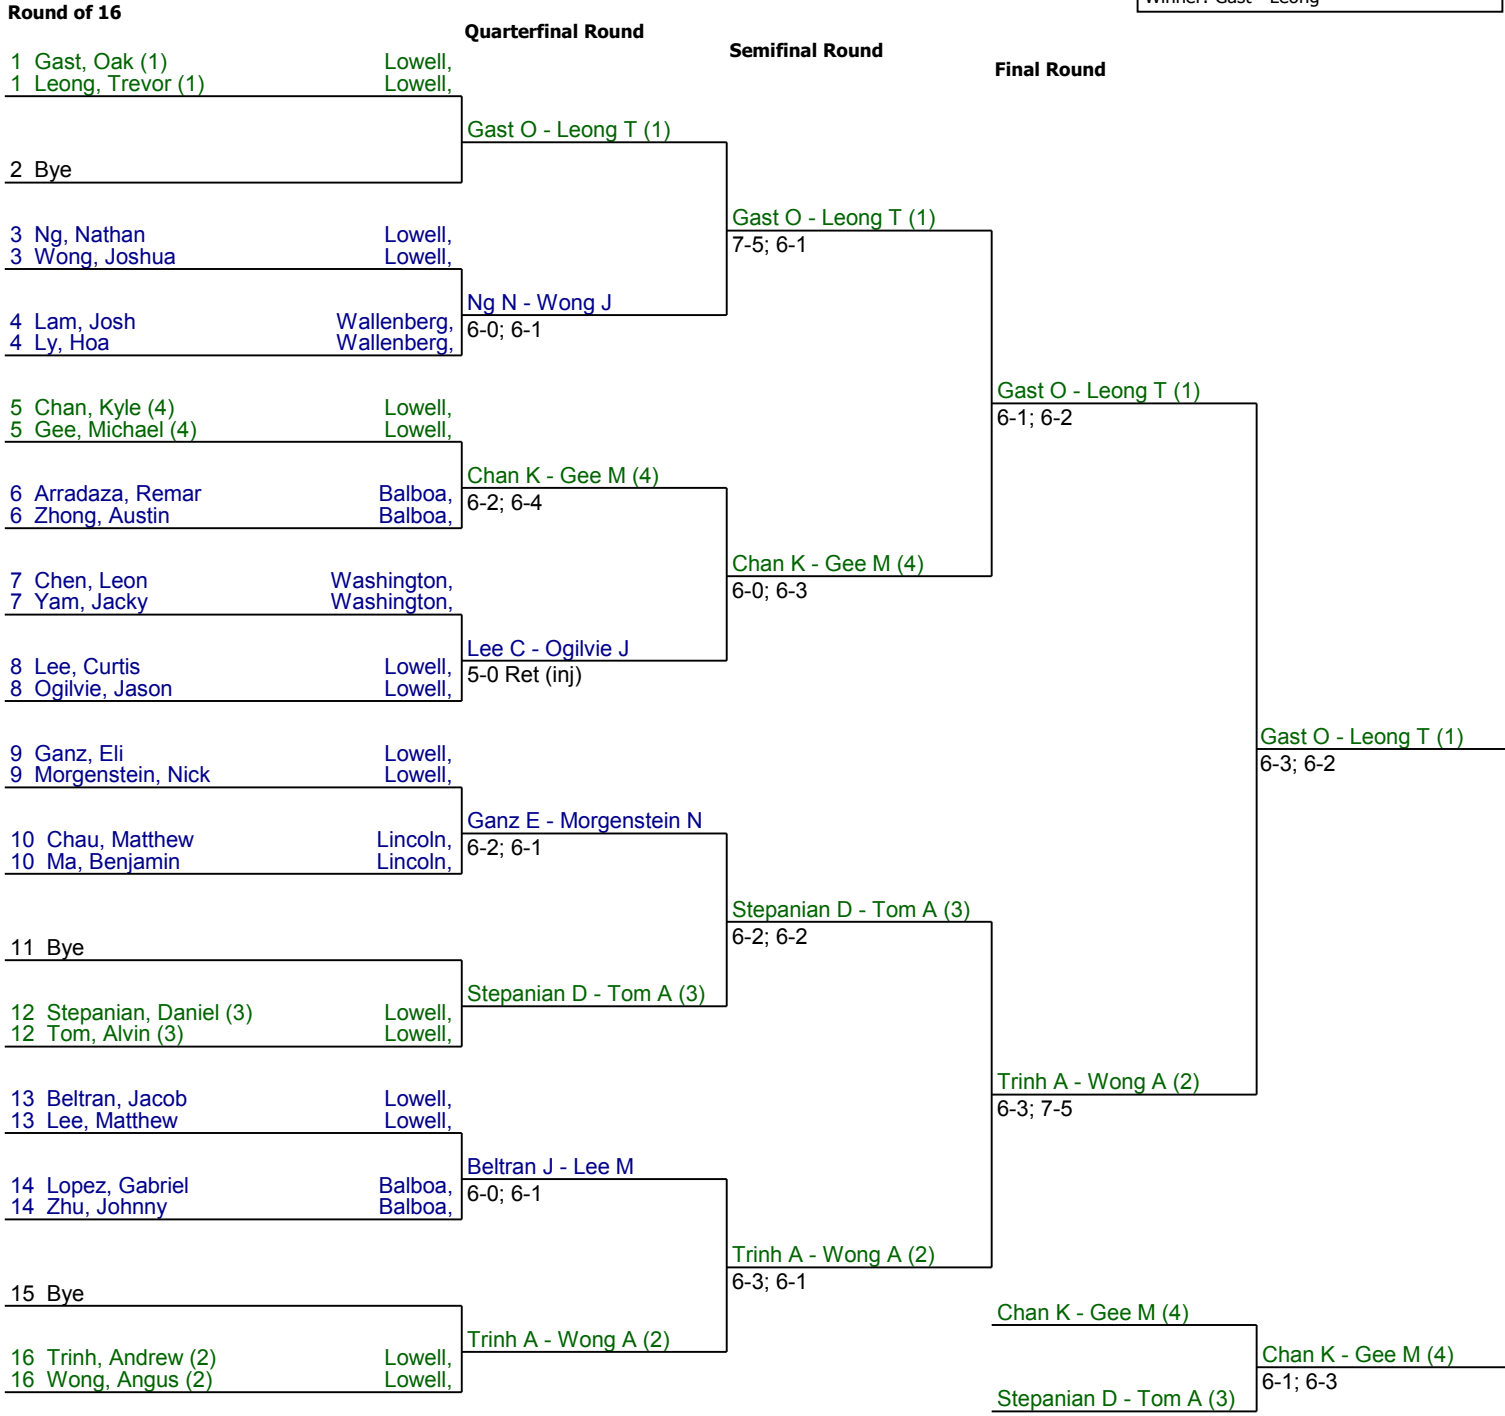 Winner: Gast - Leong
Round of 16
Quarterfinal Round
Semifinal Round
Final Round
1 Gast, Oak (1) Lowell,
1 Leong, Trevor (1) Lowell,
Gast O - Leong T (1)
2 Bye
Gast O - Leong T (1)
7-5; 6-1
3 Ng, Nathan Lowell,
3 Wong, Joshua Lowell,
Ng N - Wong J
6-0; 6-1
4 Lam, Josh Wallenberg,
4 Ly, Hoa Wallenberg,
Gast O - Leong T (1)
6-1; 6-2
5 Chan, Kyle (4) Lowell,
5 Gee, Michael (4) Lowell,
Chan K - Gee M (4)
6-2; 6-4
6 Arradaza, Remar Balboa,
6 Zhong, Austin Balboa,
Chan K - Gee M (4)
6-0; 6-3
7 Chen, Leon Washington,
7 Yam, Jacky Washington,
Lee C - Ogilvie J
5-0 Ret (inj)
8 Lee, Curtis Lowell,
8 Ogilvie, Jason Lowell,
Gast O - Leong T (1)
6-3; 6-2
9 Ganz, Eli Lowell,
9 Morgenstein, Nick Lowell,
Ganz E - Morgenstein N
6-2; 6-1
10 Chau, Matthew Lincoln,
10 Ma, Benjamin Lincoln,
Stepanian D - Tom A (3)
6-2; 6-2
11 Bye
Stepanian D - Tom A (3)
12 Stepanian, Daniel (3) Lowell,
12 Tom, Alvin (3) Lowell,
Trinh A - Wong A (2)
6-3; 7-5
13 Beltran, Jacob Lowell,
13 Lee, Matthew Lowell,
Beltran J - Lee M
6-0; 6-1
14 Lopez, Gabriel Balboa,
14 Zhu, Johnny Balboa,
Trinh A - Wong A (2)
6-3; 6-1
15 Bye
Trinh A - Wong A (2)
16 Trinh, Andrew (2) Lowell,
16 Wong, Angus (2) Lowell,
Chan K - Gee M (4)
Chan K - Gee M (4)
6-1; 6-3
Stepanian D - Tom A (3)